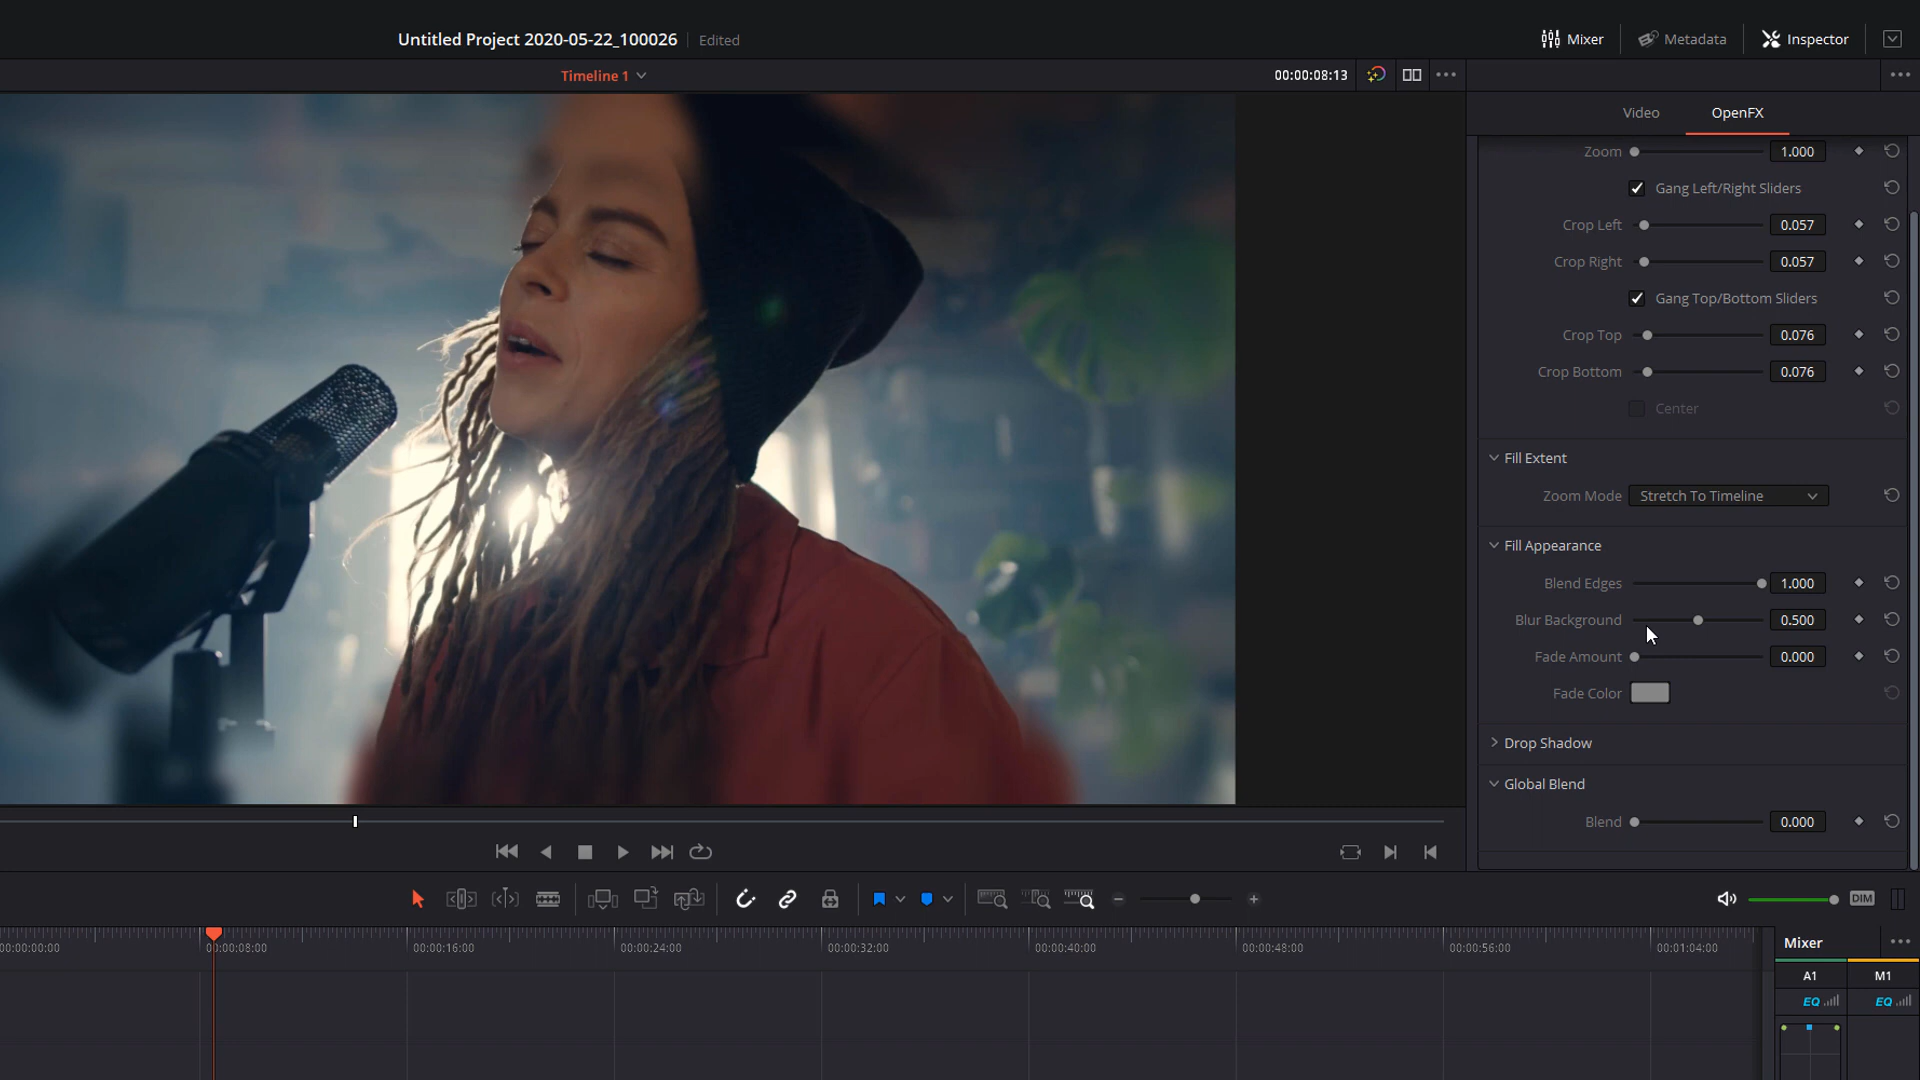 Untitled Project 2020-05-22_100026 Edited
Mixer Metadata Inspector
Timeline 1 00:00:08:13
Video OpenFX
Zoom 1.000
Gang Left/Right Sliders
Crop Left 0.057
Crop Right 0.057
Gang Top/Bottom Sliders
Crop Top 0.076
Crop Bottom 0.076
Center
Fill Extent
Zoom Mode Stretch To Timeline
Fill Appearance
Blend Edges 1.000
Blur Background 0.500
Fade Amount 0.000
Fade Color
Drop Shadow
Global Blend
Blend 0.000
DIM
00:00:00:00 00:00:08:00 00:00:16:00 00:00:24:00 00:00:32:00 00:00:40:00 00:00:48:00 00:00:56:00 00:01:04:00
Mixer
A1 M1
EQ EQ